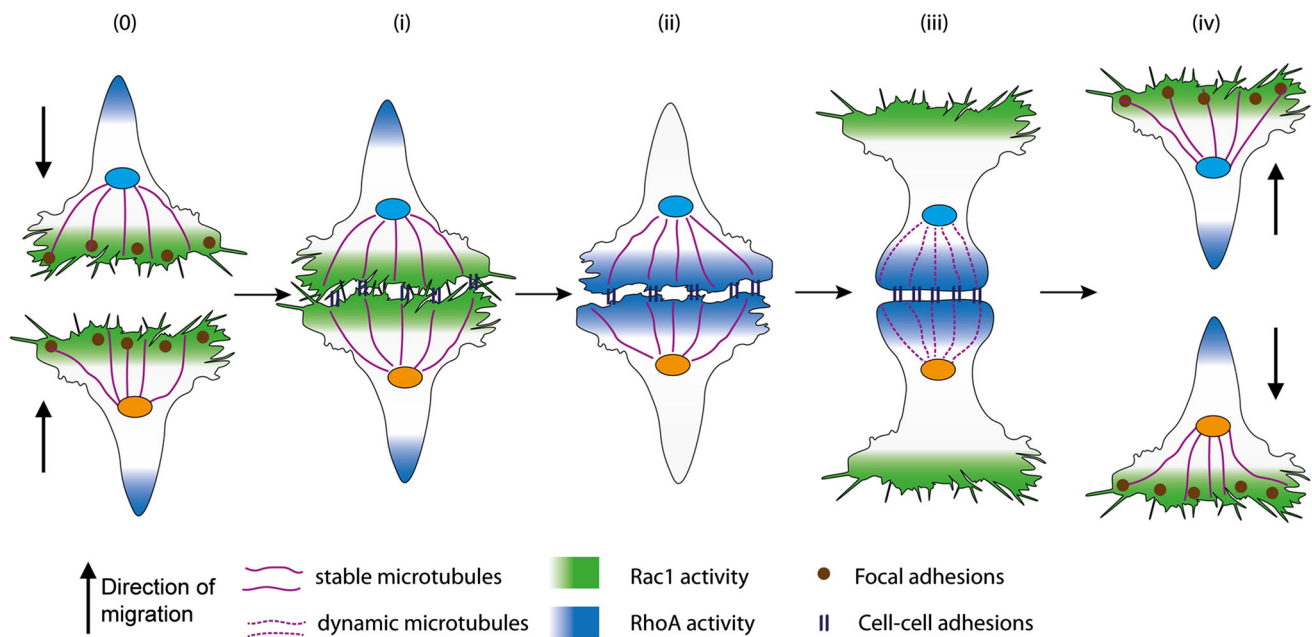 (0)
(i)
(ii)
(iii)
(iv)
Direction of
migration
stable microtubules
dynamic microtubules
Rac1 activity
RhoA activity
Focal adhesions
Cell-cell adhesions